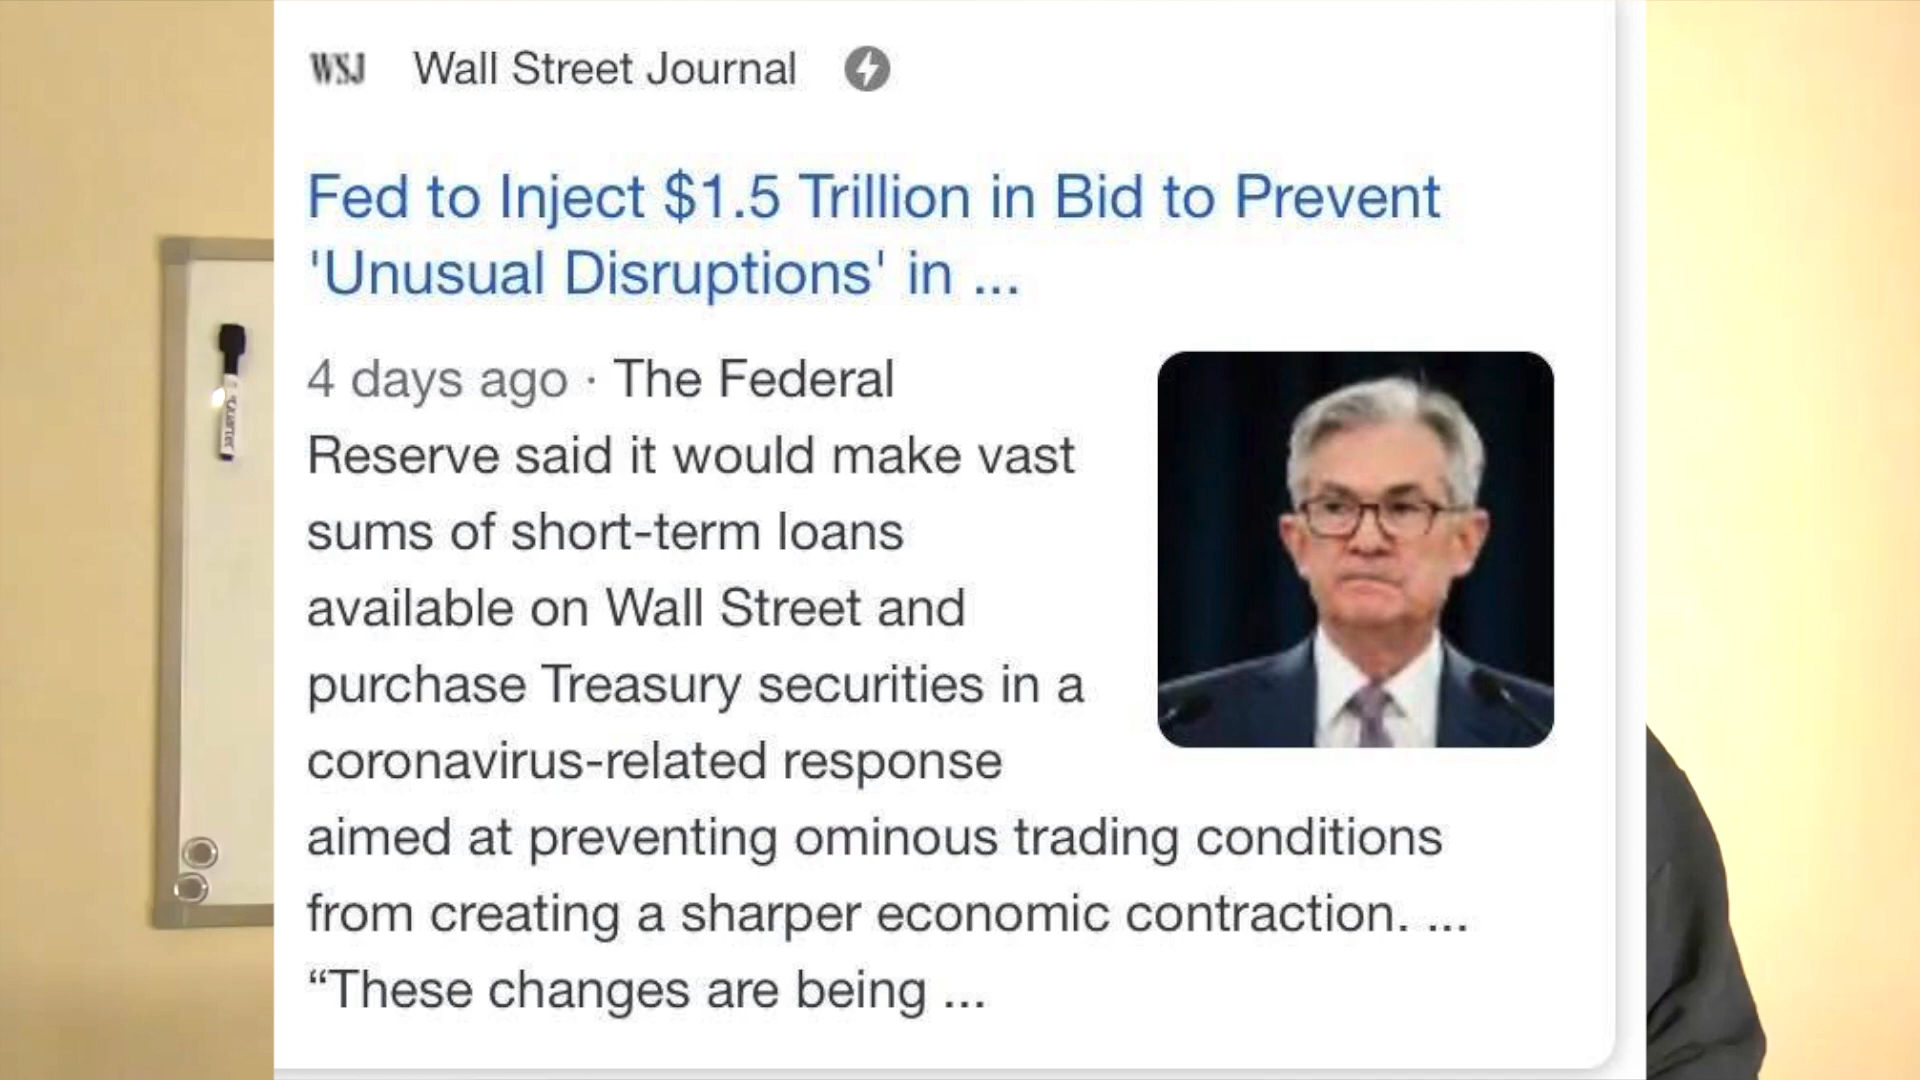 WSJ Wall Street Journal
Fed to Inject $1.5 Trillion in Bid to Prevent
'Unusual Disruptions' in ...
4 days ago · The Federal
Reserve said it would make vast
sums of short-term loans
available on Wall Street and
purchase Treasury securities in a
coronavirus-related response
aimed at preventing ominous trading conditions
from creating a sharper economic contraction. ...
“These changes are being ...